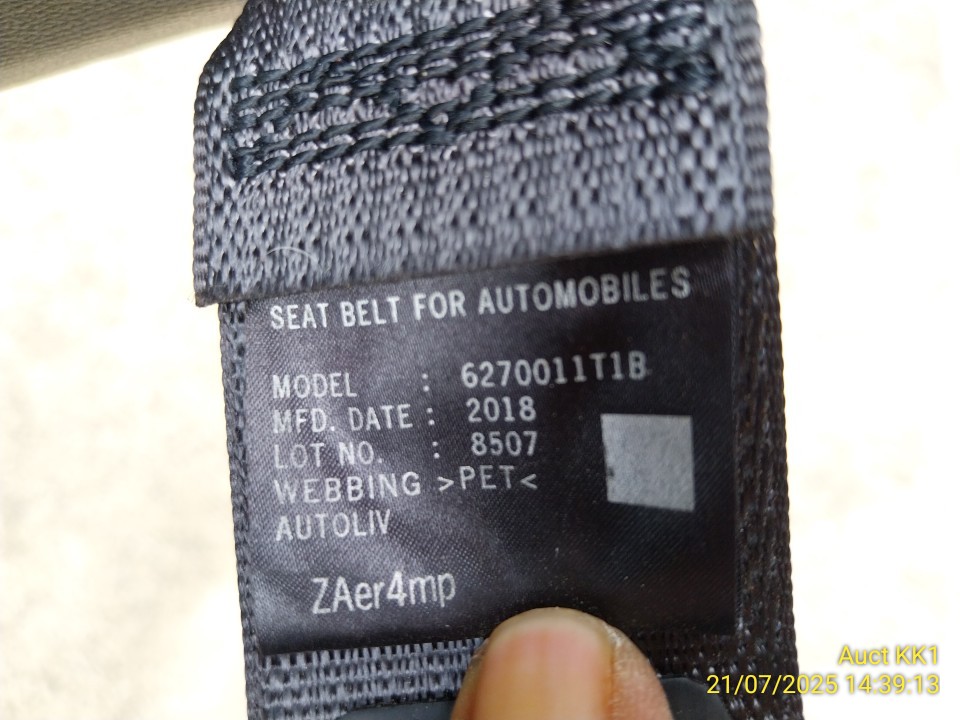 SEAT BELT FOR AUTOMOBILES
MODEL : 6270011T1B
MFD. DATE : 2018
LOT NO. : 8507
WEBBING >PET<
AUTOLIV
ZAer4mp
Auct KK1
21/07/2025 14:39:13